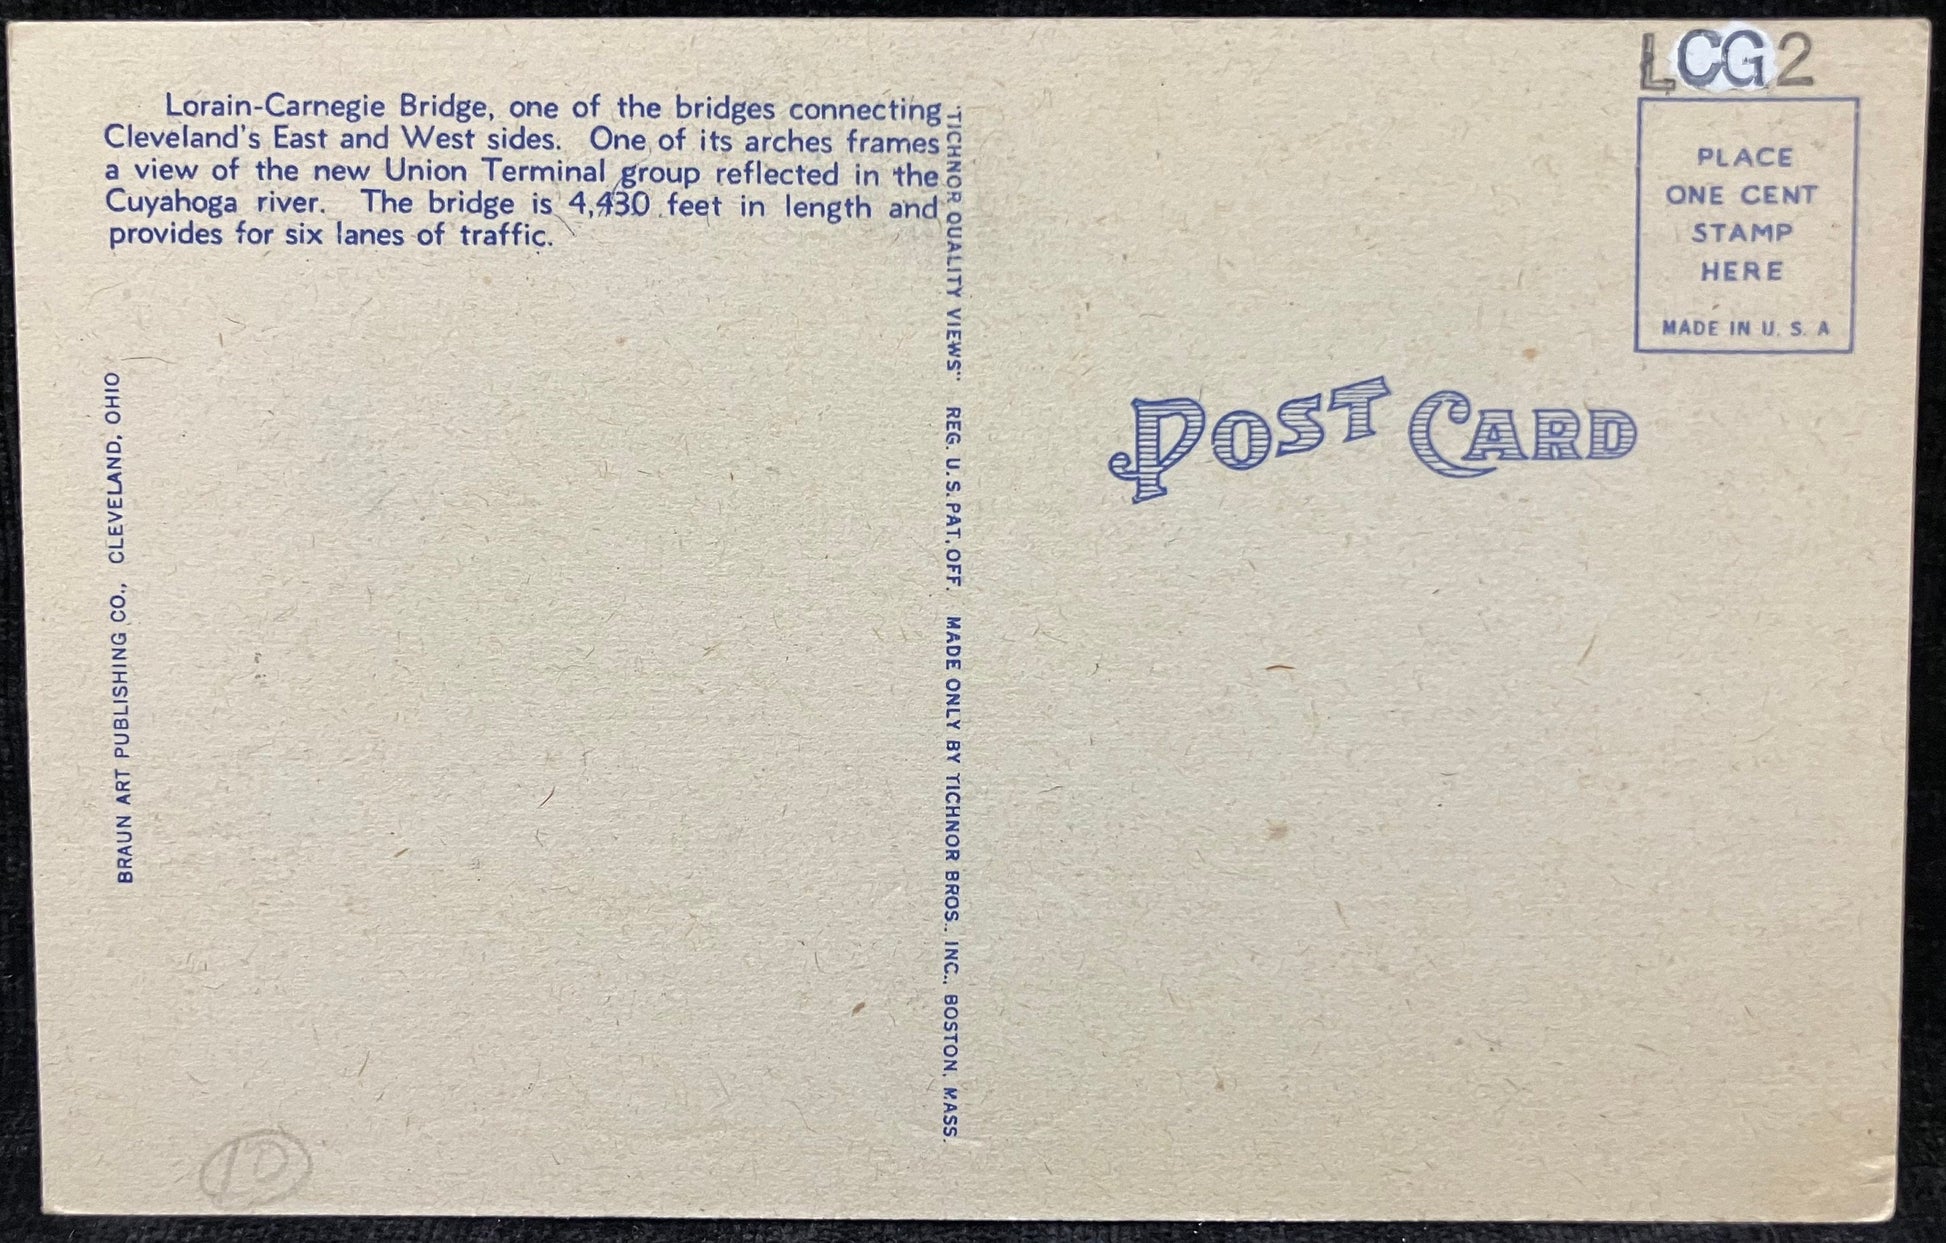 LCG2
Lorain-Carnegie Bridge, one of the bridges connecting
Cleveland's East and West sides. One of its arches frames
a view of the new Union Terminal group reflected in the
Cuyahoga river. The bridge is 4,430 feet in length and
provides for six lanes of traffic.
BRAUN ART PUBLISHING CO., CLEVELAND, OHIO
TICHNOR QUALITY VIEWS" REG. U. S. PAT. OFF. MADE ONLY BY TICHNOR BROS., INC., BOSTON, MASS.
PLACE
ONE CENT
STAMP
HERE
MADE IN U. S. A
POST CARD
10